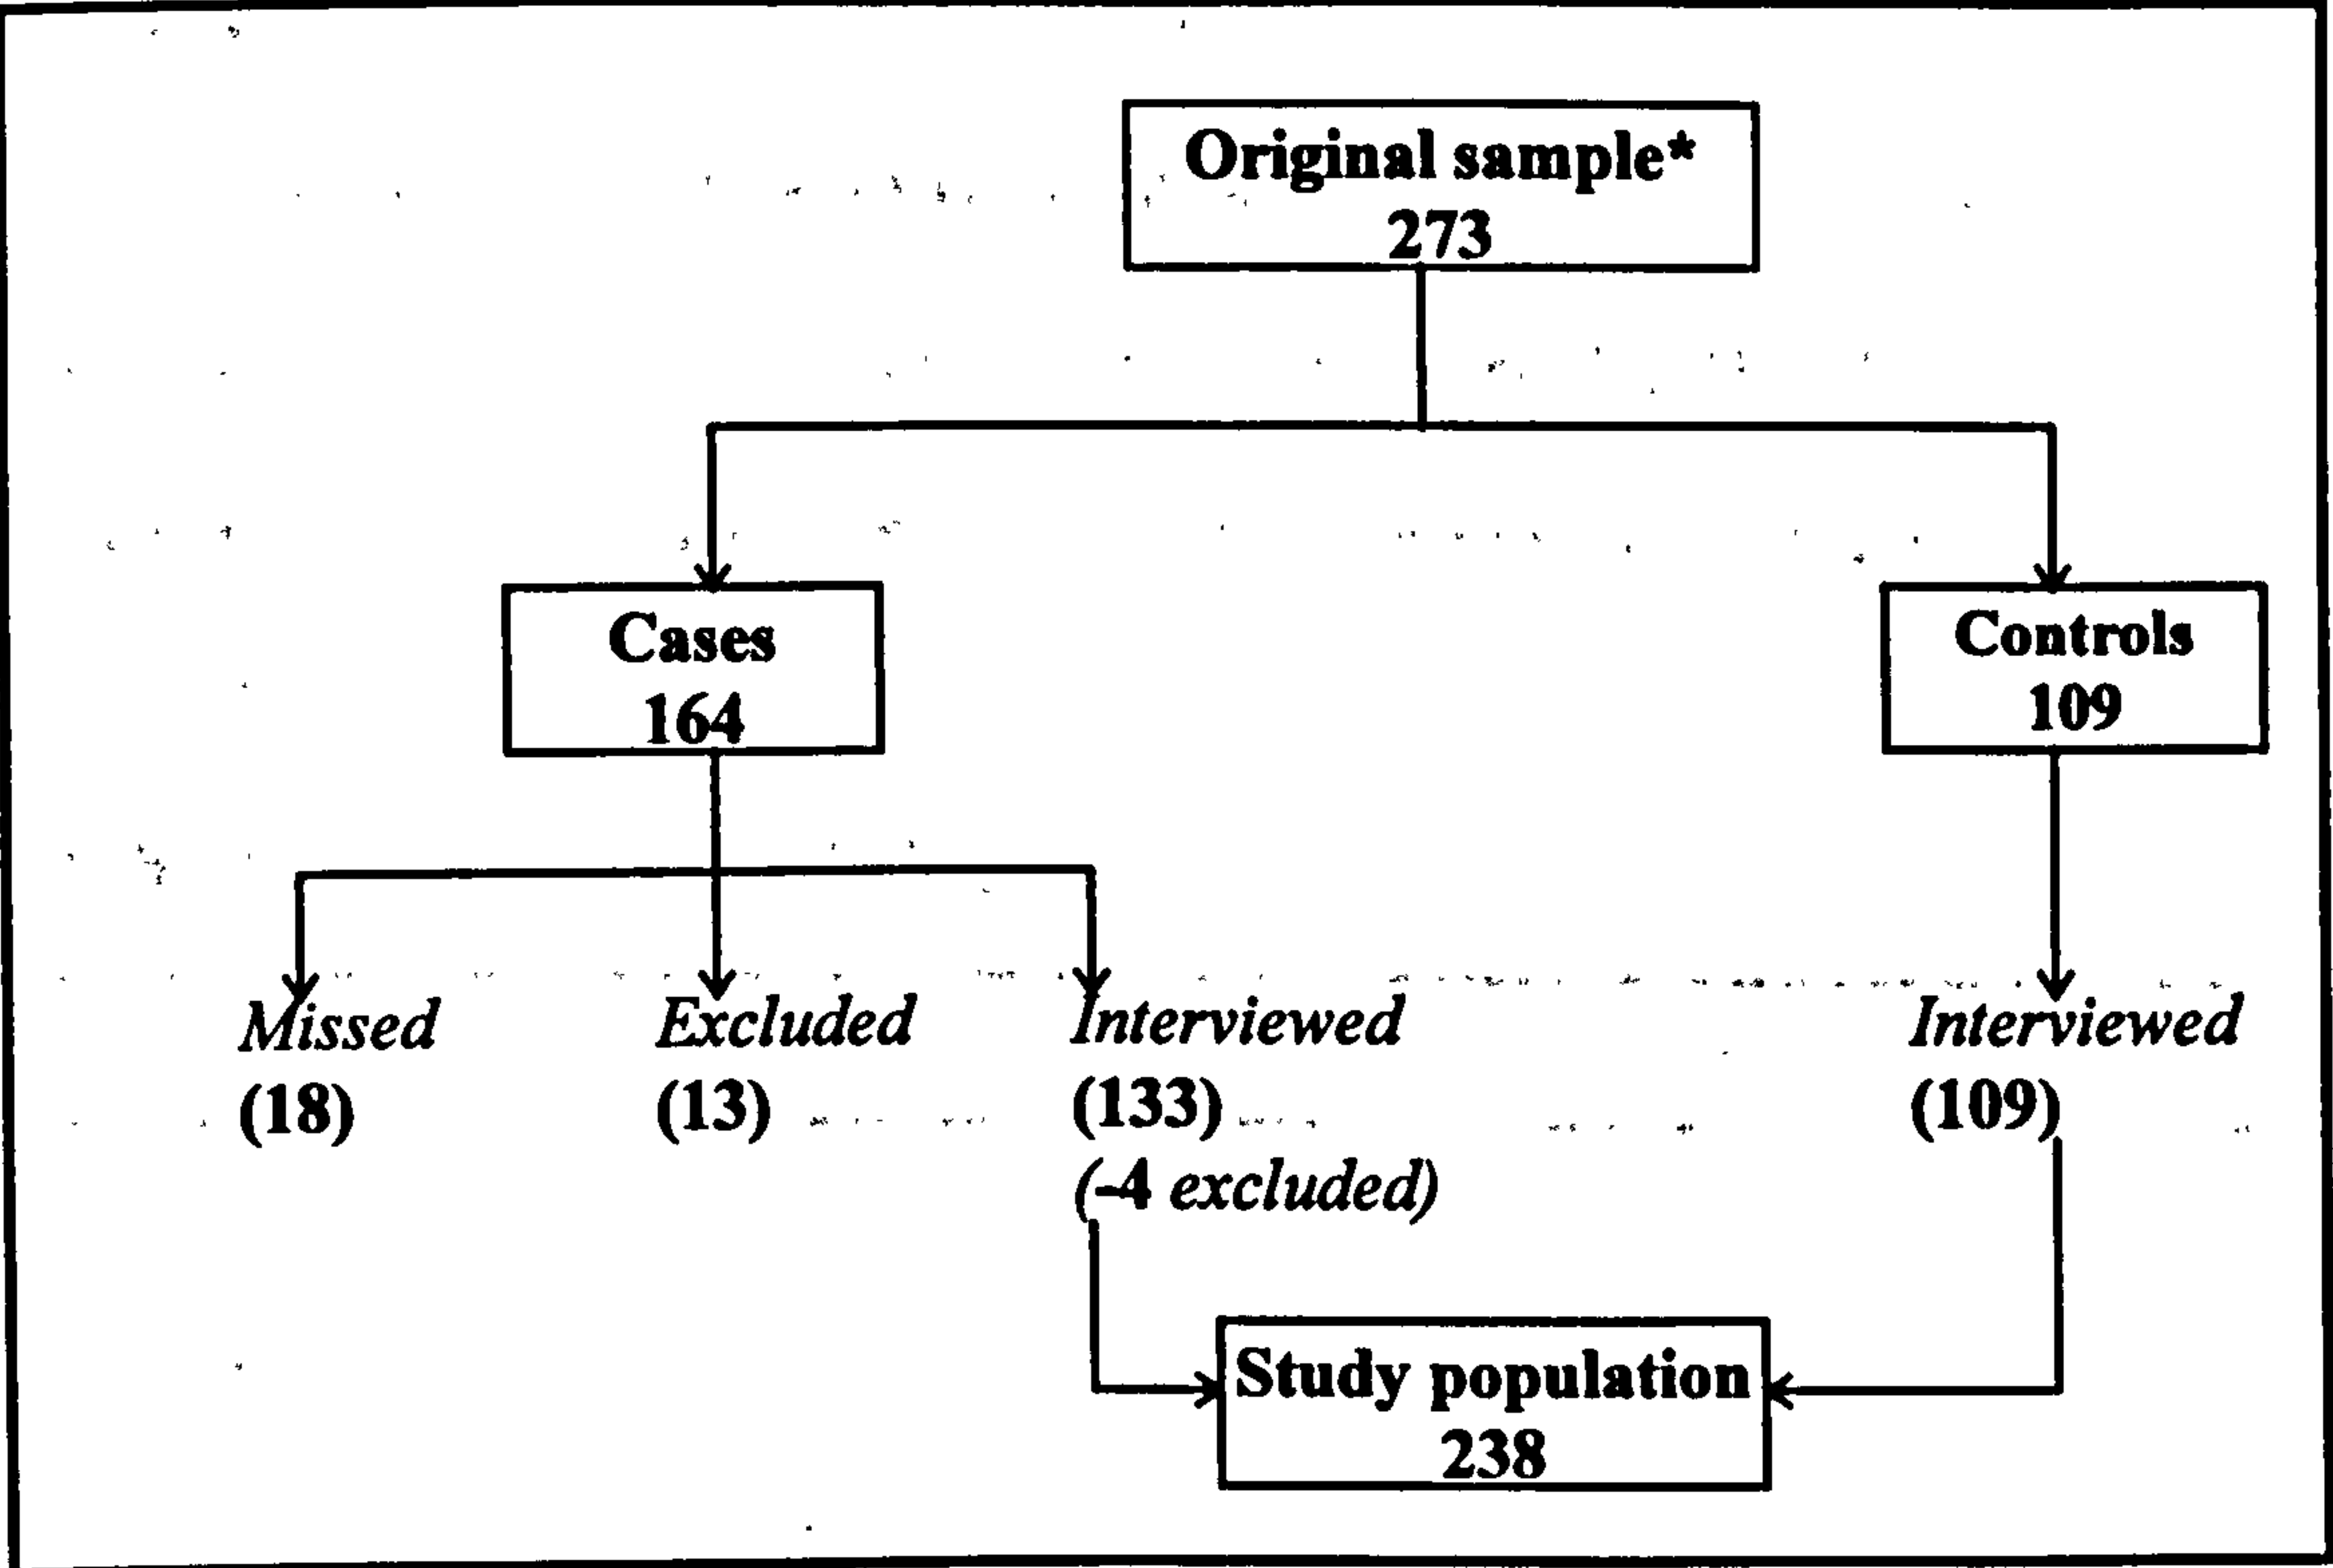 Original sample*
273
Cases
164
Controls
109
Missed
(18)
Excluded
(13)
Interviewed
(133)
(-4 excluded)
Interviewed
(109)
Study population
238